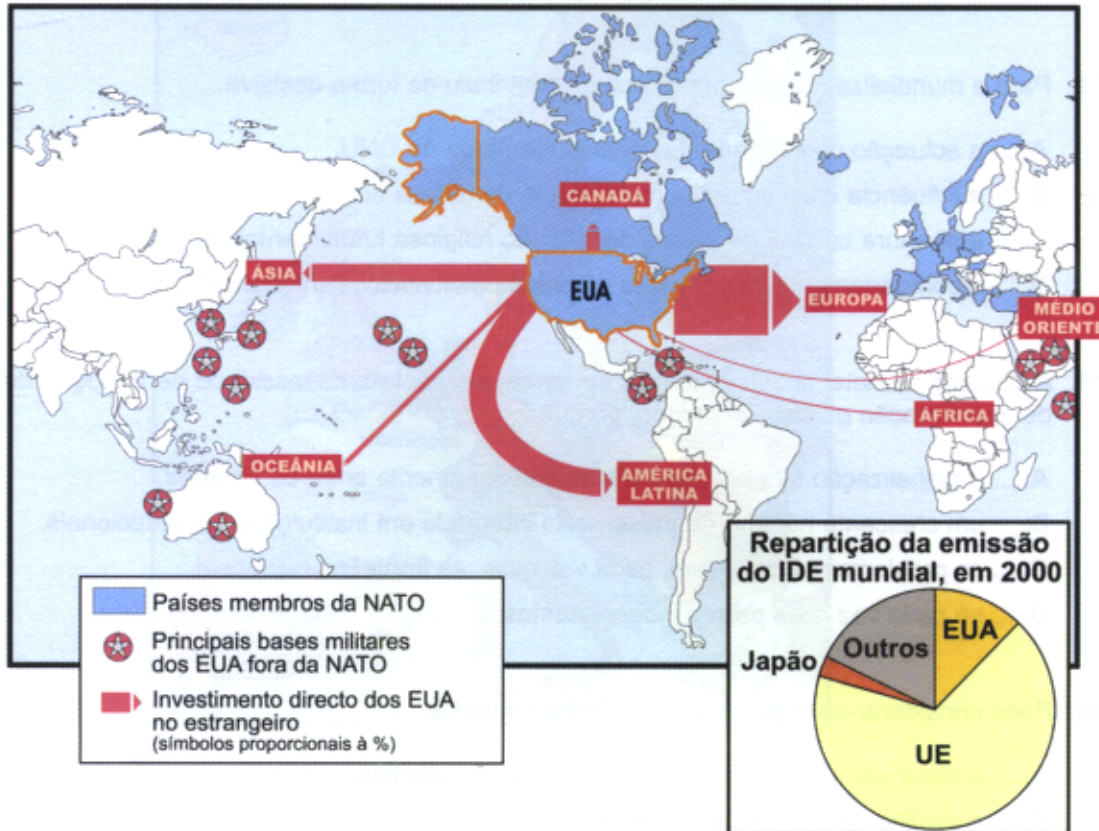 CANADÁ
ÁSIA
EUA
EUROPA
MÉDIO
ORIENTE
ÁFRICA
OCEÂNIA
AMÉRICA
LATINA
Países membros da NATO
Principais bases militares
dos EUA fora da NATO
Investimento directo dos EUA
no estrangeiro
(símbolos proporcionais à %)
Repartição da emissão
do IDE mundial, em 2000
EUA
Outros
Japão
UE